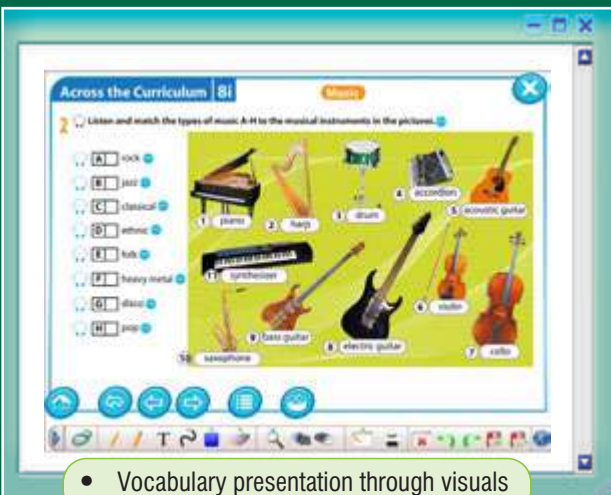 Across the Curriculum 8i
Music
2 Listen and match the types of music A-H to the musical instruments in the pictures.
A rock
B jazz
C classical
D ethnic
E folk
F heavy metal
G disco
H pop
1 piano
2 harp
3 drum
4 accordion
5 acoustic guitar
6 violin
7 cello
8 electric guitar
9 bass guitar
10 saxophone
11 synthesizer
T
• Vocabulary presentation through visuals